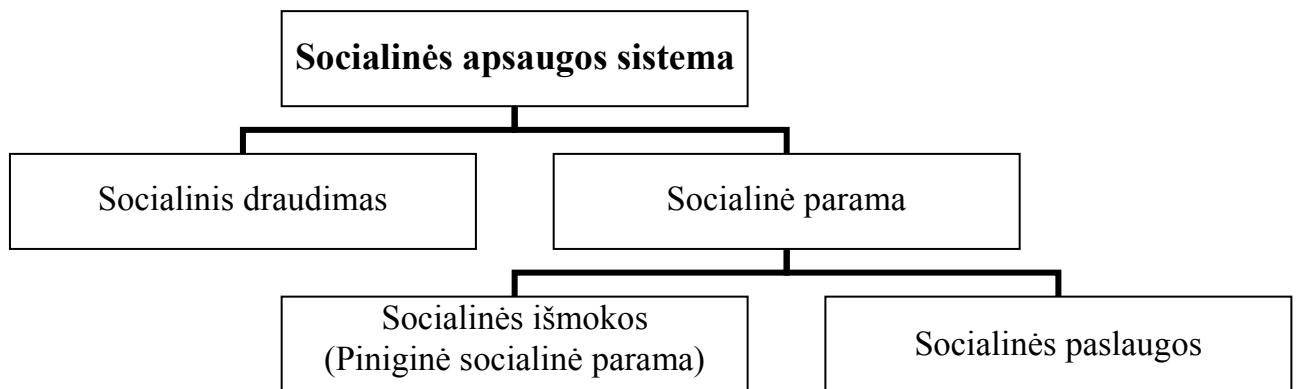 Socialinės apsaugos sistema
Socialinis draudimas
Socialinė parama
Socialinės išmokos
(Piniginė socialinė parama)
Socialinės paslaugos